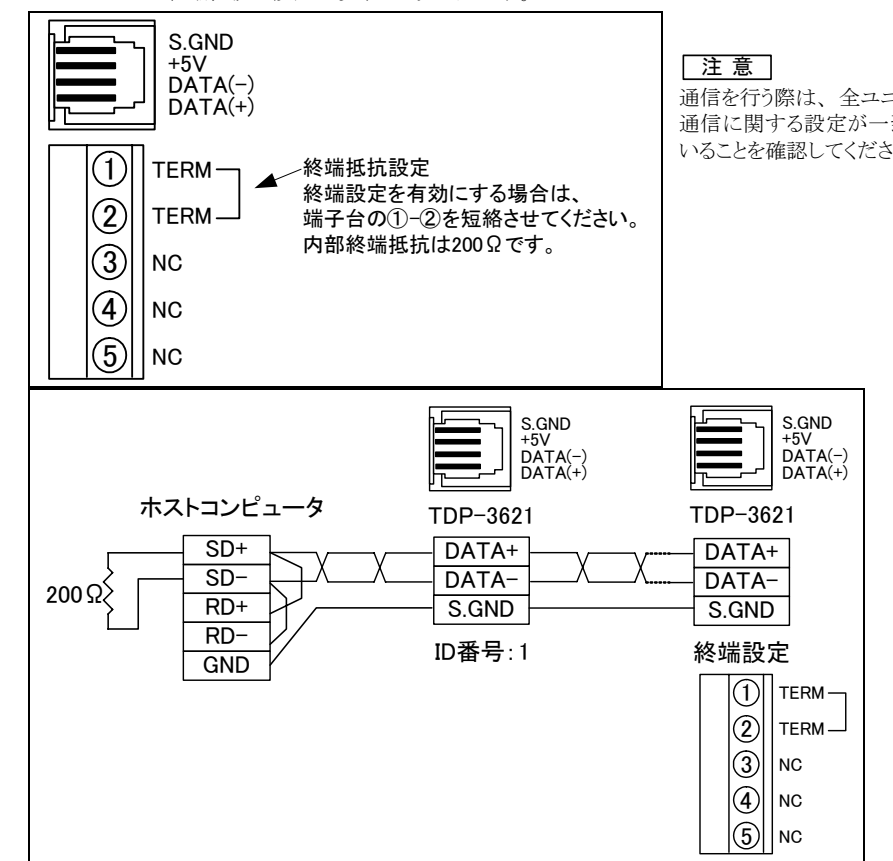 S.GND
+5V
DATA(-)
DATA(+)
① TERM
② TERM
③ NC
④ NC
⑤ NC
終端抵抗設定
終端設定を有効にする場合は、
端子台の①-②を短絡させてください。
内部終端抵抗は200Ωです。
注 意
通信を行う際は、全ユニ
通信に関する設定が一
いることを確認してくださ
S.GND
+5V
DATA(-)
DATA(+)
S.GND
+5V
DATA(-)
DATA(+)
ホストコンピュータ
TDP-3621
TDP-3621
SD+
SD-
RD+
RD-
GND
200Ω
DATA+
DATA-
S.GND
DATA+
DATA-
S.GND
ID番号:1
終端設定
① TERM
② TERM
③ NC
④ NC
⑤ NC